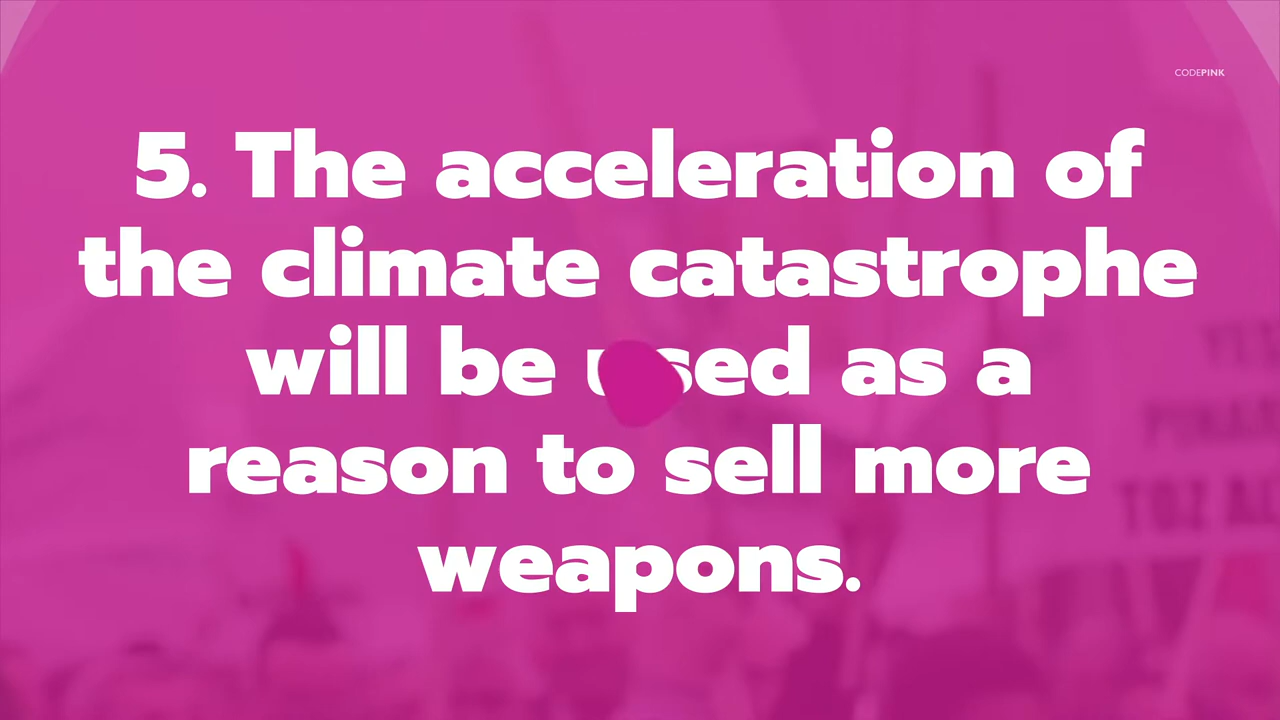 CODEPINK
5. The acceleration of
the climate catastrophe
will be used as a
reason to sell more
weapons.